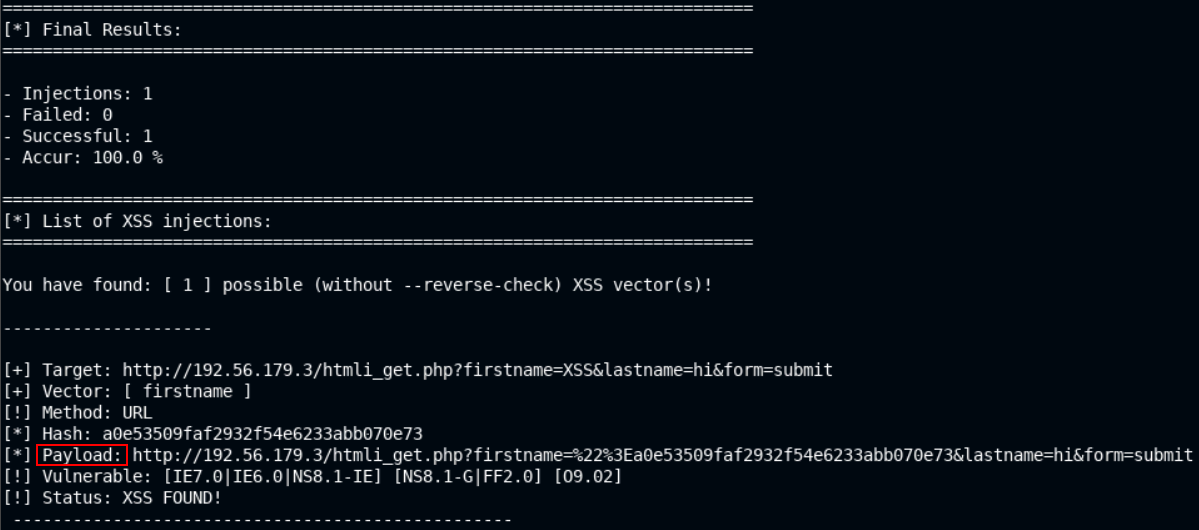 ===========================================================================
[*] Final Results:
===========================================================================
- Injections: 1
- Failed: 0
- Successful: 1
- Accur: 100.0 %
===========================================================================
[*] List of XSS injections:
===========================================================================
You have found: [ 1 ] possible (without --reverse-check) XSS vector(s)!
---------------------
[+] Target: http://192.56.179.3/htmli_get.php?firstname=XSS&lastname=hi&form=submit
[+] Vector: [ firstname ]
[!] Method: URL
[*] Hash: a0e53509faf2932f54e6233abb070e73
[*] Payload: http://192.56.179.3/htmli_get.php?firstname=%22%3Ea0e53509faf2932f54e6233abb070e73&lastname=hi&form=submit
[!] Vulnerable: [IE7.0|IE6.0|NS8.1-IE] [NS8.1-G|FF2.0] [O9.02]
[!] Status: XSS FOUND!
--------------------------------------------------